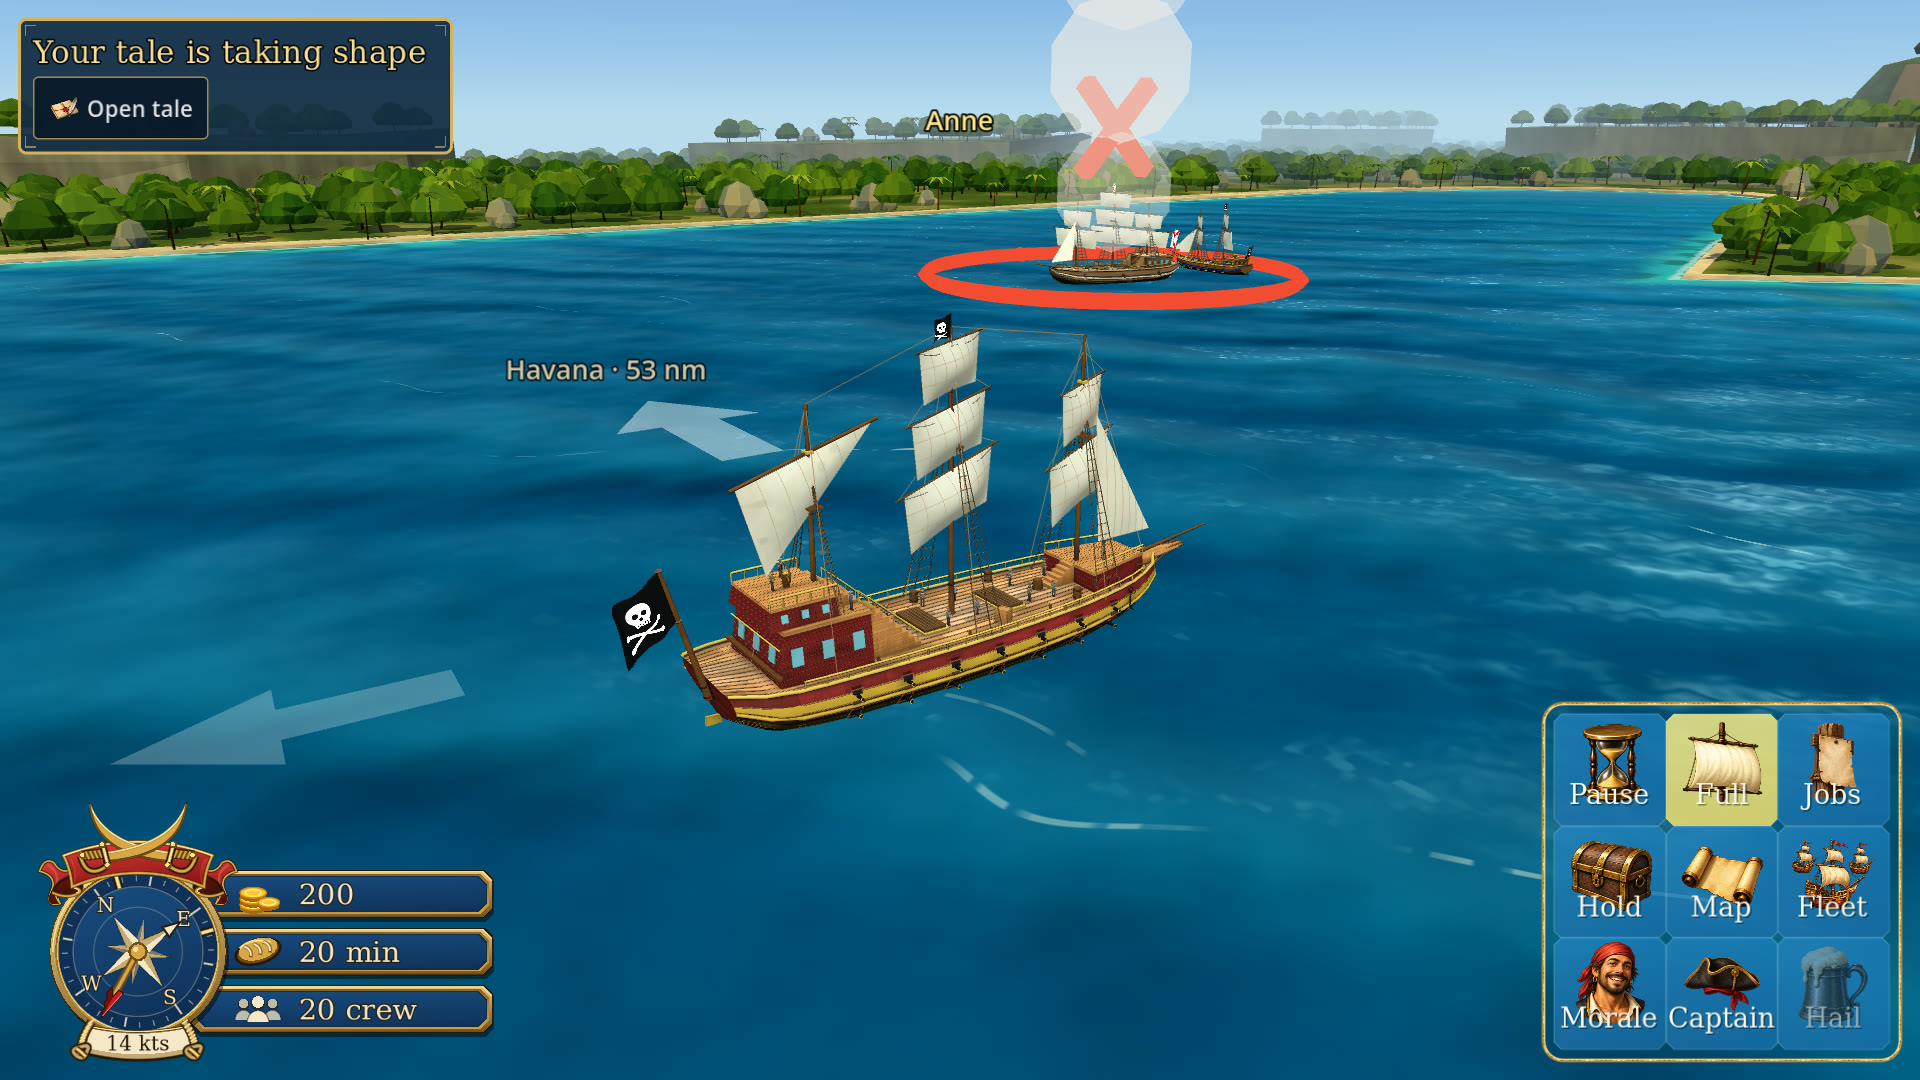 Your tale is taking shape
Open tale
Anne
Havana · 53 nm
N
E
W
S
14 kts
200
20 min
20 crew
Pause
Full
Jobs
Hold
Map
Fleet
Morale
Captain
Hail